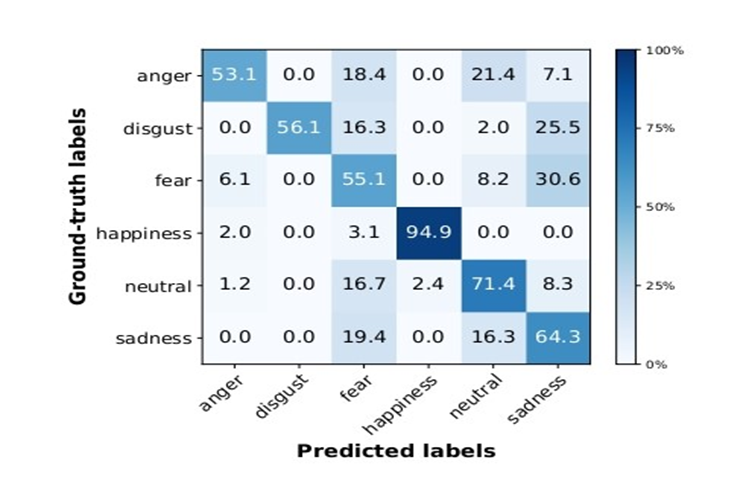 100%
anger 53.1 0.0 18.4 0.0 21.4 7.1
disgust 0.0 56.1 16.3 0.0 2.0 25.5
75%
fear 6.1 0.0 55.1 0.0 8.2 30.6
50%
happiness 2.0 0.0 3.1 94.9 0.0 0.0
neutral 1.2 0.0 16.7 2.4 71.4 8.3
25%
sadness 0.0 0.0 19.4 0.0 16.3 64.3
0%
Ground-truth labels
anger disgust fear happiness neutral sadness
Predicted labels